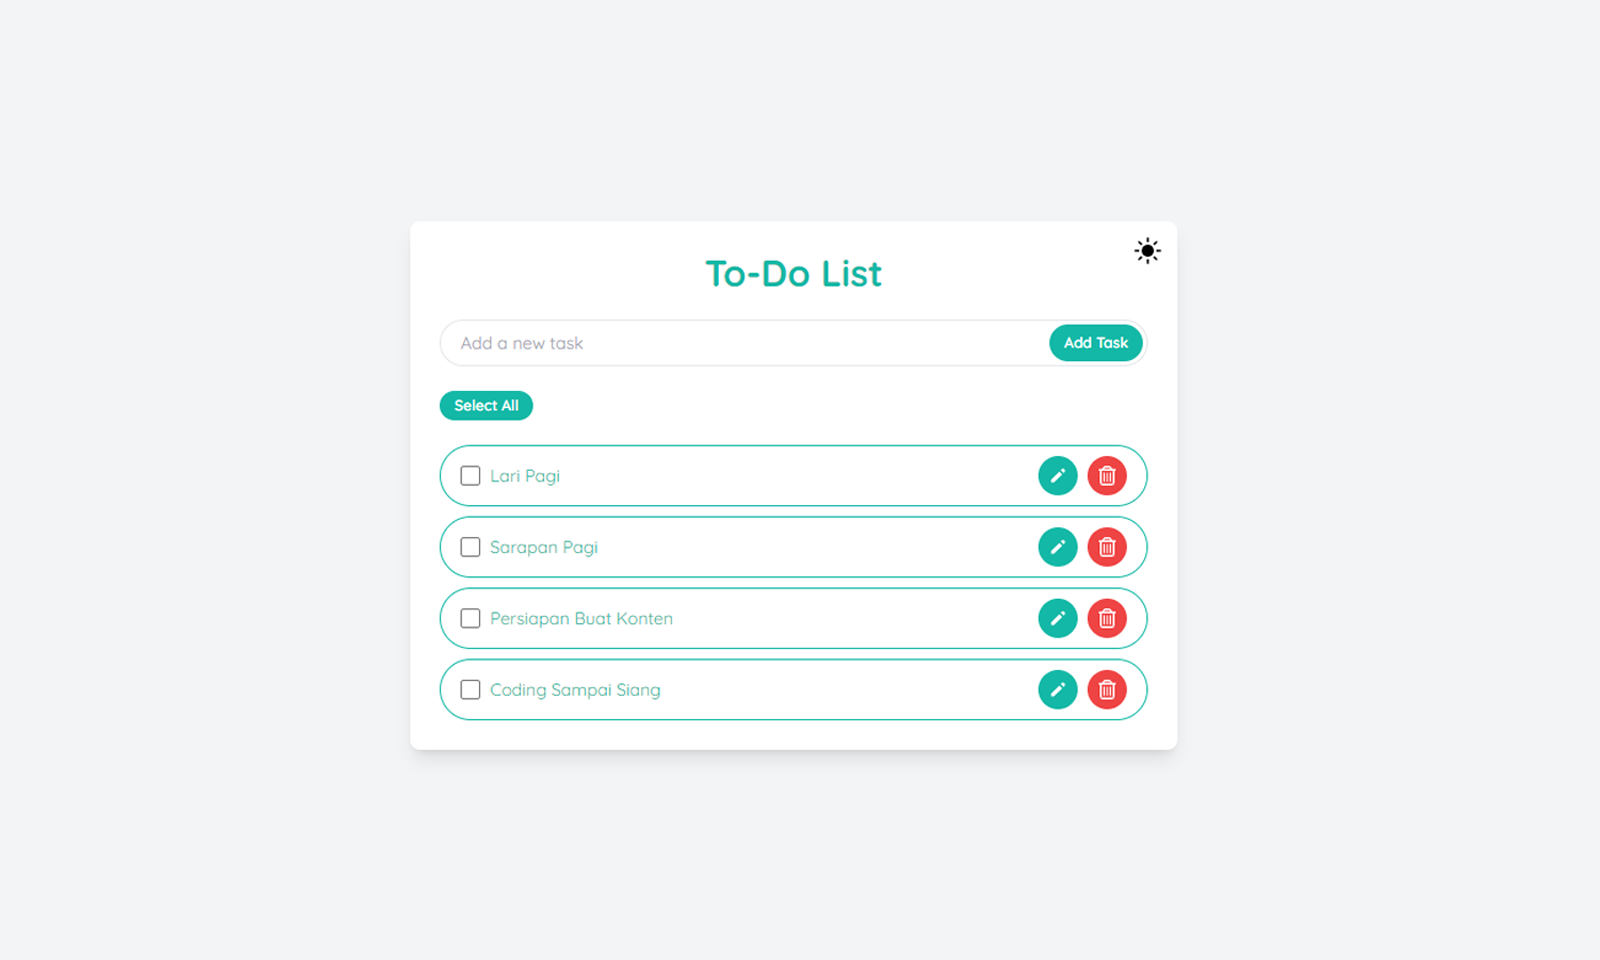 To-Do List
Add a new task
Add Task
Select All
Lari Pagi
Sarapan Pagi
Persiapan Buat Konten
Coding Sampai Siang